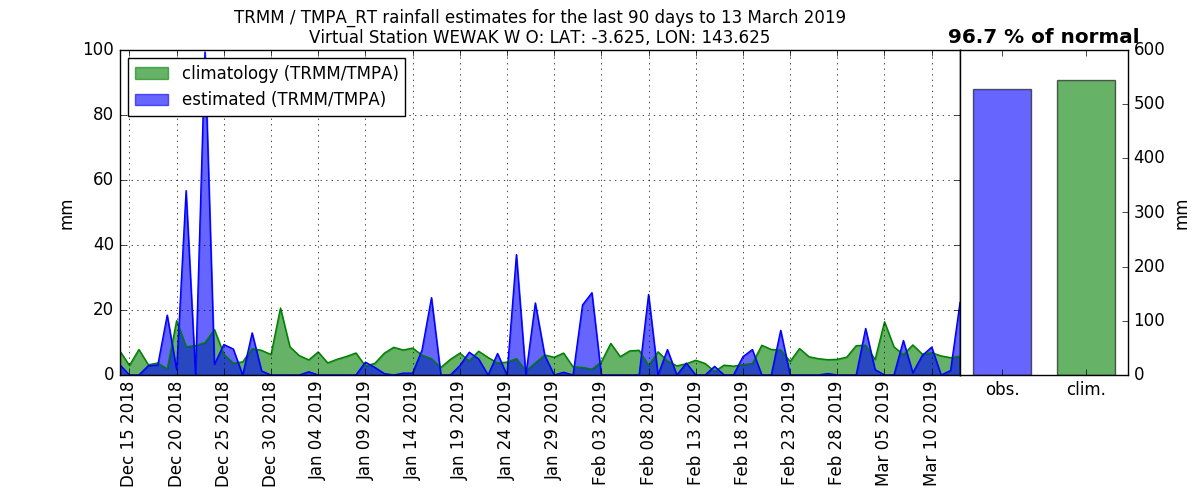 TRMM / TMPA_RT rainfall estimates for the last 90 days to 13 March 2019
Virtual Station WEWAK W O: LAT: -3.625, LON: 143.625
96.7 % of normal
climatology (TRMM/TMPA)
estimated (TRMM/TMPA)
100
80
60
40
20
0
mm
Dec 15 2018
Dec 20 2018
Dec 25 2018
Dec 30 2018
Jan 04 2019
Jan 09 2019
Jan 14 2019
Jan 19 2019
Jan 24 2019
Jan 29 2019
Feb 03 2019
Feb 08 2019
Feb 13 2019
Feb 18 2019
Feb 23 2019
Feb 28 2019
Mar 05 2019
Mar 10 2019
600
500
400
300
200
100
0
mm
obs.
clim.